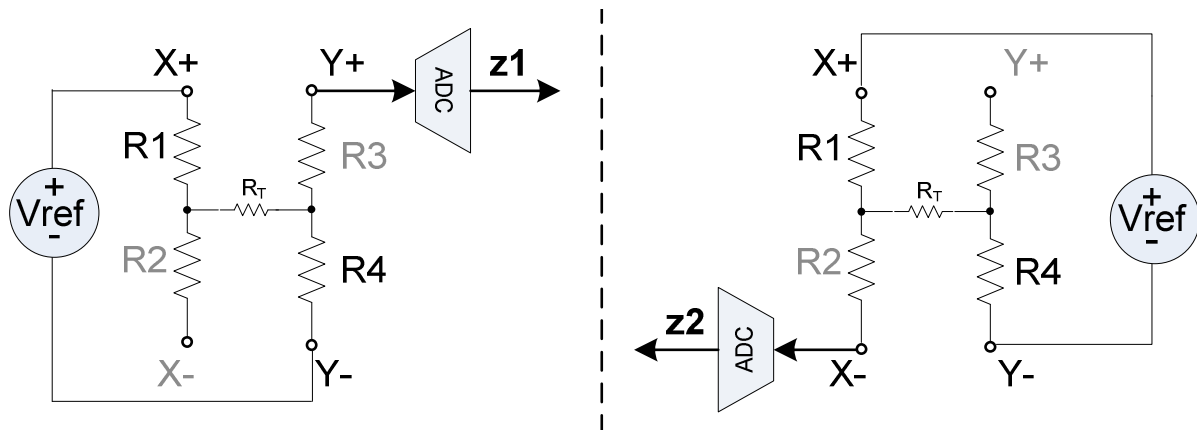 X+
Y+
ADC
z1
R1
R3
+
Vref
-
RT
R2
R4
X-
Y-
X+
Y+
R1
R3
RT
+
Vref
-
R2
R4
z2
ADC
X-
Y-